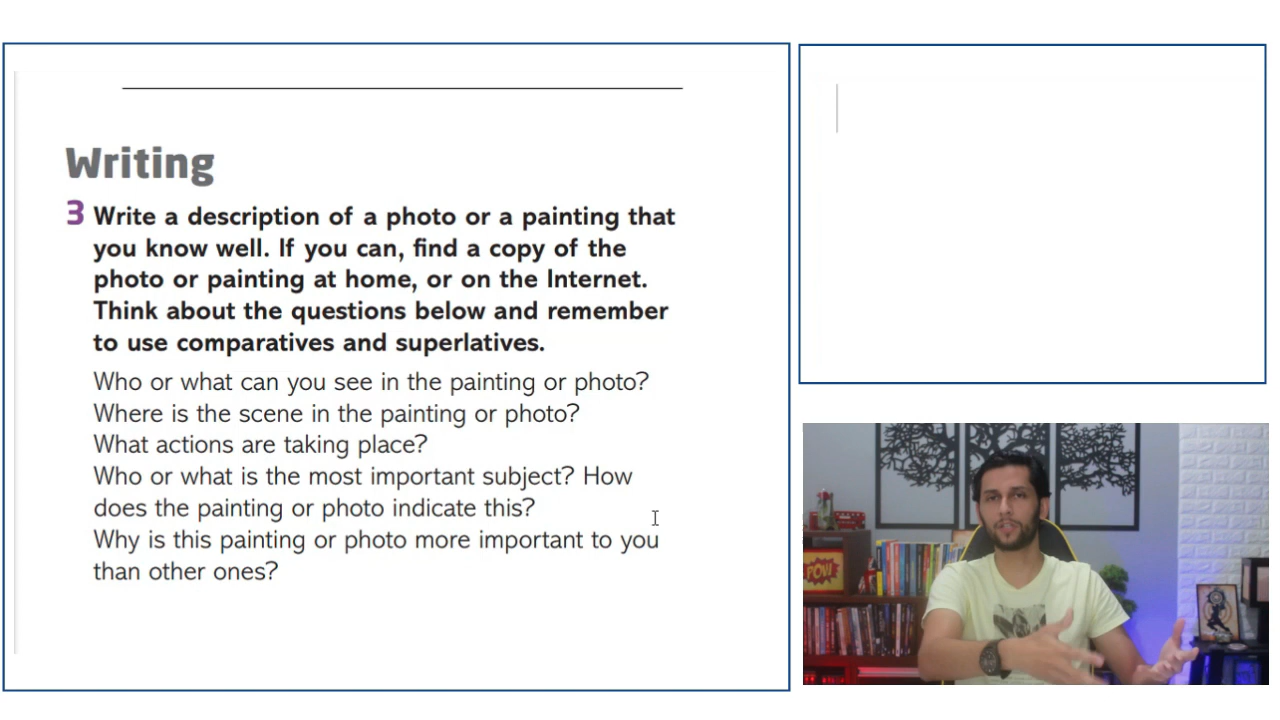 Writing
3 Write a description of a photo or a painting that
you know well. If you can, find a copy of the
photo or painting at home, or on the Internet.
Think about the questions below and remember
to use comparatives and superlatives.
Who or what can you see in the painting or photo?
Where is the scene in the painting or photo?
What actions are taking place?
Who or what is the most important subject? How
does the painting or photo indicate this?
Why is this painting or photo more important to you
than other ones?
POW!